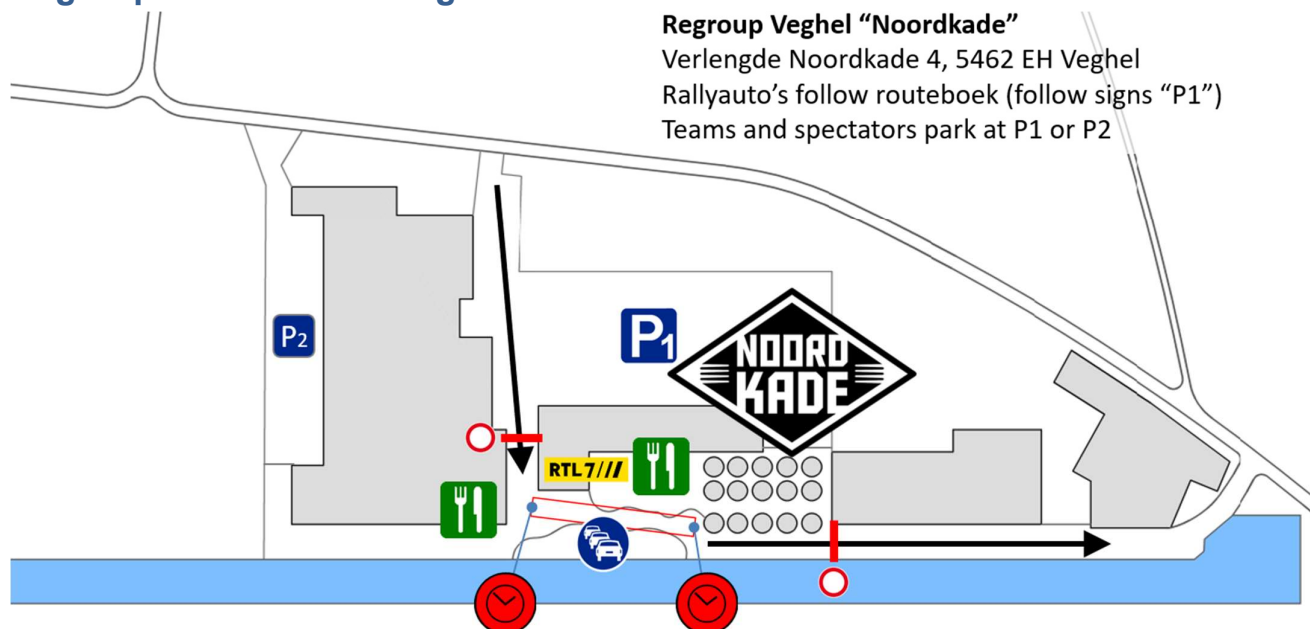 Regroup Veghel “Noordkade”
Verlengde Noordkade 4, 5462 EH Veghel
Rallyauto’s follow routeboek (follow signs “P1”)
Teams and spectators park at P1 or P2
P2
P1
NOORD
KADE
RTL 7